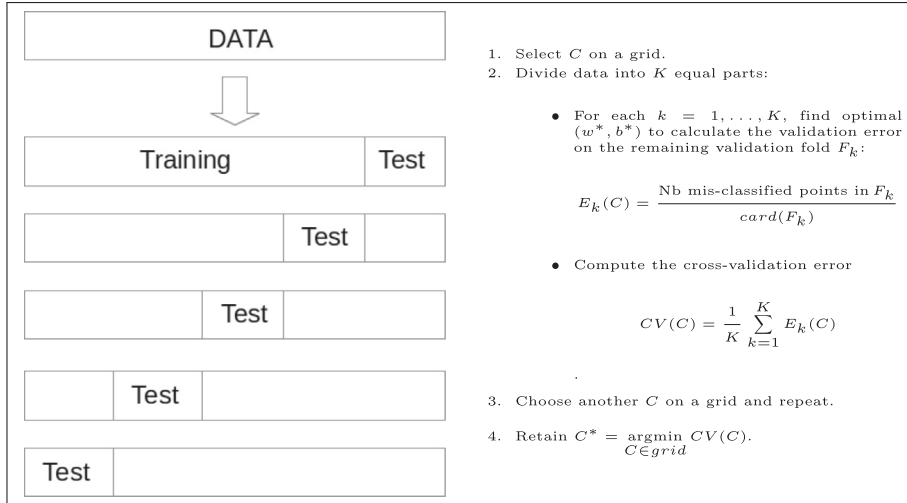 DATA
Training Test
Test
Test
Test
Test
1. Select C on a grid.
2. Divide data into K equal parts:
• For each k = 1, . . . , K, find optimal
(w*, b*) to calculate the validation error
on the remaining validation fold F_k:
E_k(C) = Nb mis-classified points in F_k / card(F_k)
• Compute the cross-validation error
CV(C) = 1/K ∑_{k=1}^{K} E_k(C)
.
3. Choose another C on a grid and repeat.
4. Retain C* = argmin CV(C).
C∈grid